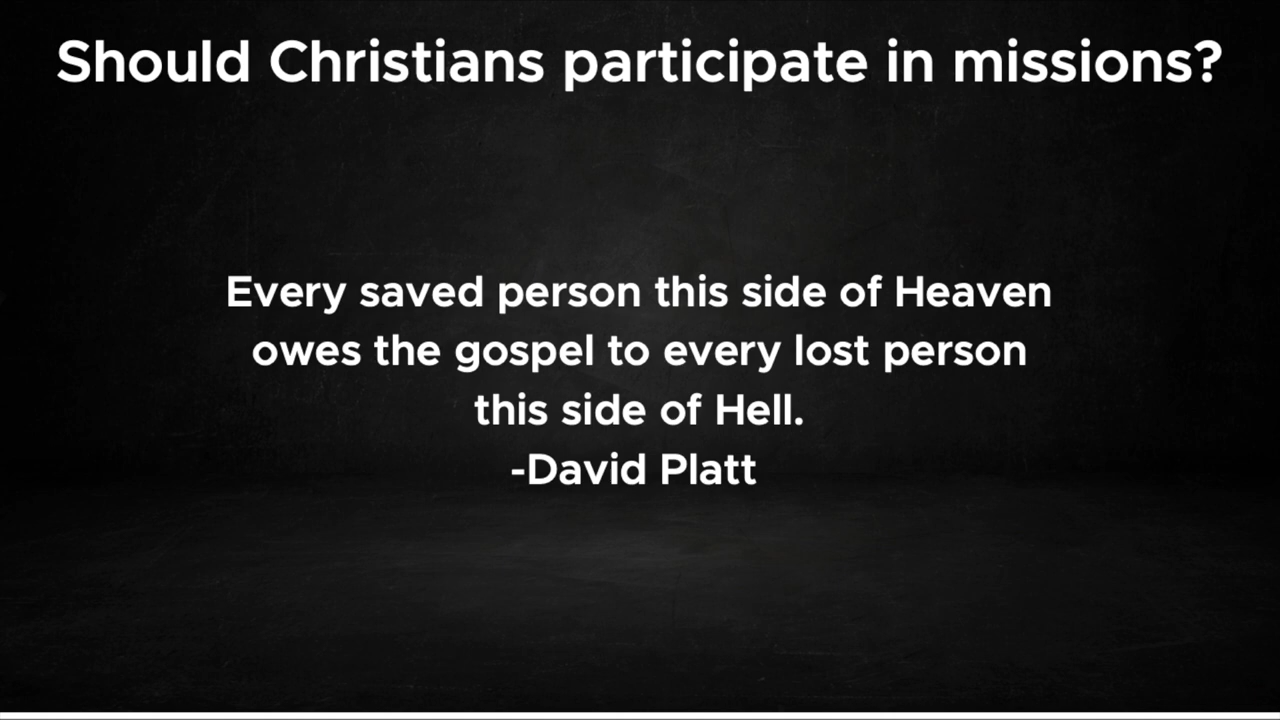 Should Christians participate in missions?
Every saved person this side of Heaven
owes the gospel to every lost person
this side of Hell.
-David Platt